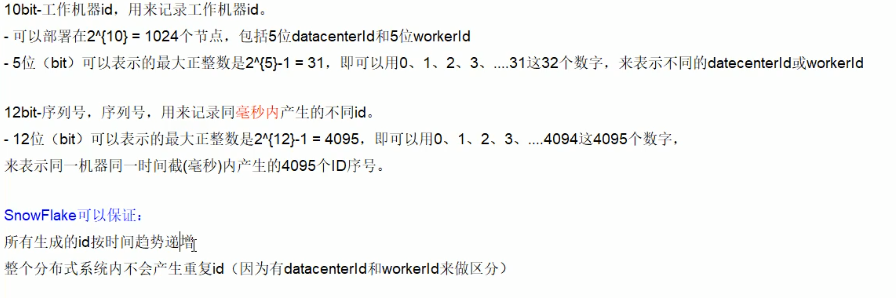 10bit-工作机器id，用来记录工作机器id。
- 可以部署在2^{10} = 1024个节点，包括5位datacenterId和5位workerId
- 5位（bit）可以表示的最大正整数是2^{5}-1 = 31，即可以用0、1、2、3、....31这32个数字，来表示不同的datecenterId或workerId
12bit-序列号，序列号，用来记录同毫秒内产生的不同id。
- 12位（bit）可以表示的最大正整数是2^{12}-1 = 4095，即可以用0、1、2、3、....4094这4095个数字，
来表示同一机器同一时间截(毫秒)内产生的4095个ID序号。
SnowFlake可以保证：
所有生成的id按时间趋势递增
整个分布式系统内不会产生重复id（因为有datacenterId和workerId来做区分）